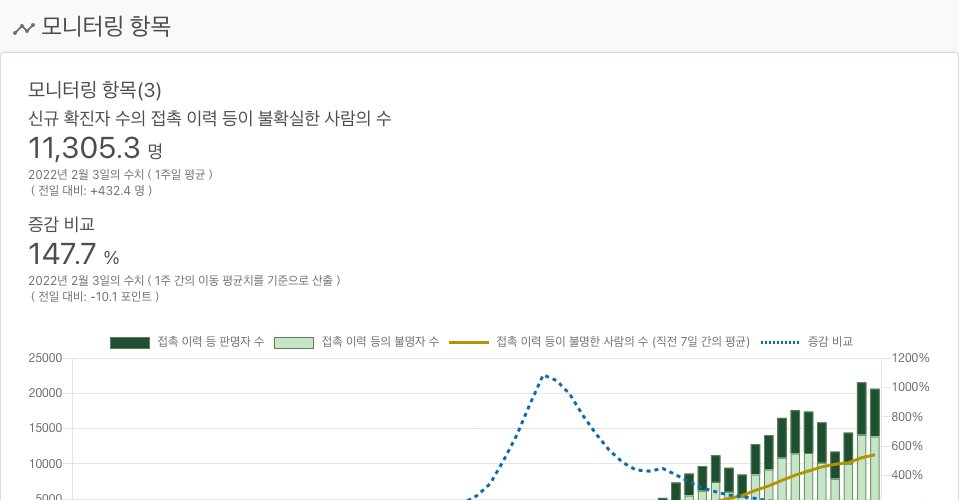 모니터링 항목
모니터링 항목(3)
신규 확진자 수의 접촉 이력 등이 불확실한 사람의 수
11,305.3 명
2022년 2월 3일의 수치 ( 1주일 평균 )
( 전일 대비: +432.4 명 )
증감 비교
147.7 %
2022년 2월 3일의 수치 ( 1주 간의 이동 평균치를 기준으로 산출 )
( 전일 대비: -10.1 포인트 )
접촉 이력 등 판명자 수 접촉 이력 등의 불명자 수 접촉 이력 등이 불명한 사람의 수 (직전 7일 간의 평균) 증감 비교
25000 1200%
20000 1000%
15000 800%
10000 600%
5000 400%